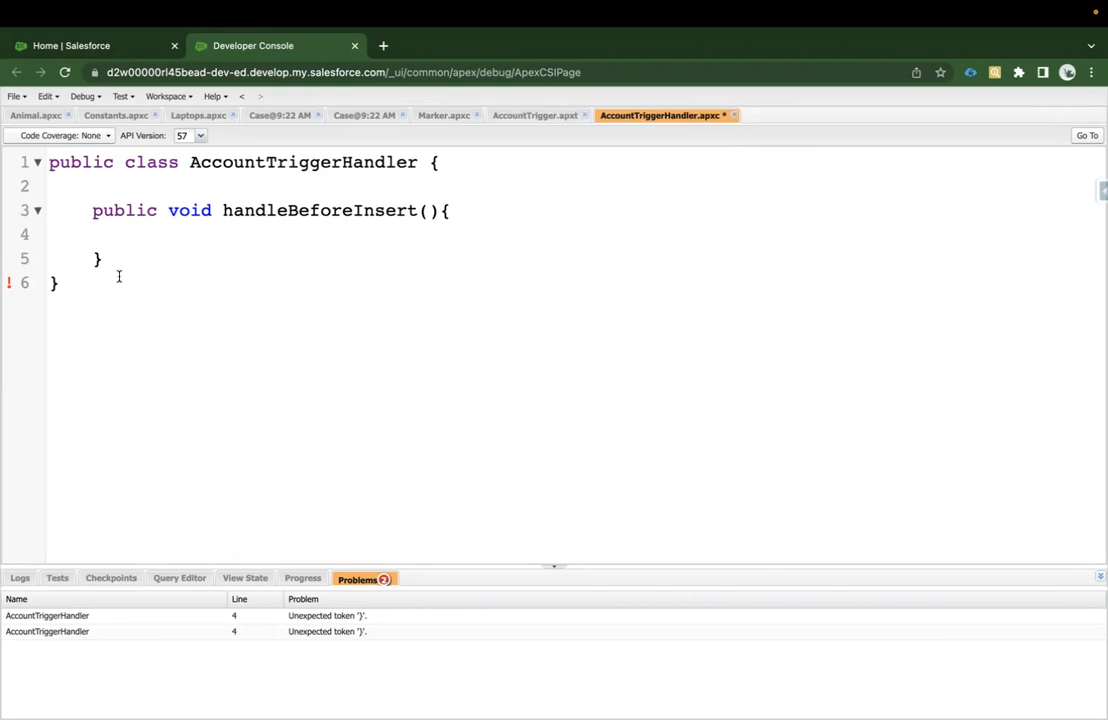 Home | Salesforce
Developer Console
d2w00000rl45bead-dev-ed.develop.my.salesforce.com/_ui/common/apex/debug/ApexCSIPage
File Edit Debug Test Workspace Help < >
Animal.apxc Constants.apxc Laptops.apxc Case@9:22 AM Case@9:22 AM Marker.apxc AccountTrigger.apxt AccountTriggerHandler.apxc *
Code Coverage: None API Version: 57 Go To
1 public class AccountTriggerHandler {
2
3 public void handleBeforeInsert(){
4
5 }
! 6 }
Logs Tests Checkpoints Query Editor View State Progress Problems 2
Name Line Problem
AccountTriggerHandler 4 Unexpected token '}'.
AccountTriggerHandler 4 Unexpected token '}'.